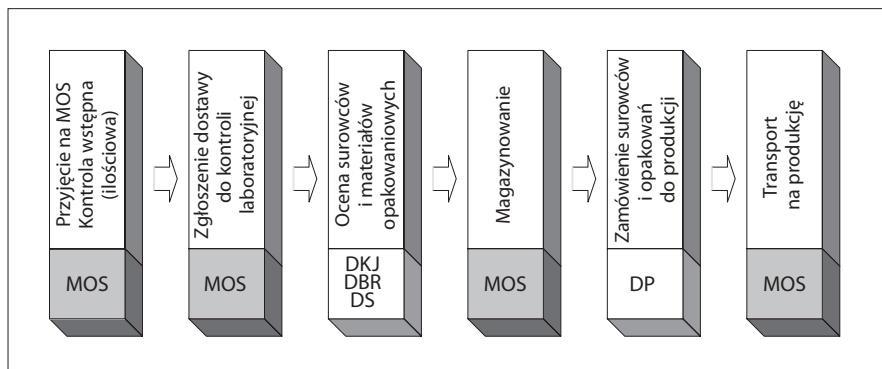 Przyjęcie na MOS
Kontrola wstępna
(ilościowa)
MOS
Zgłoszenie dostawy
do kontroli
laboratoryjnej
MOS
Ocena surowców
i materiałów
opakowaniowych
DKJ
DBR
DS
Magazynowanie
MOS
Zamówienie surowców
i opakowań
do produkcji
DP
Transport
na produkcję
MOS